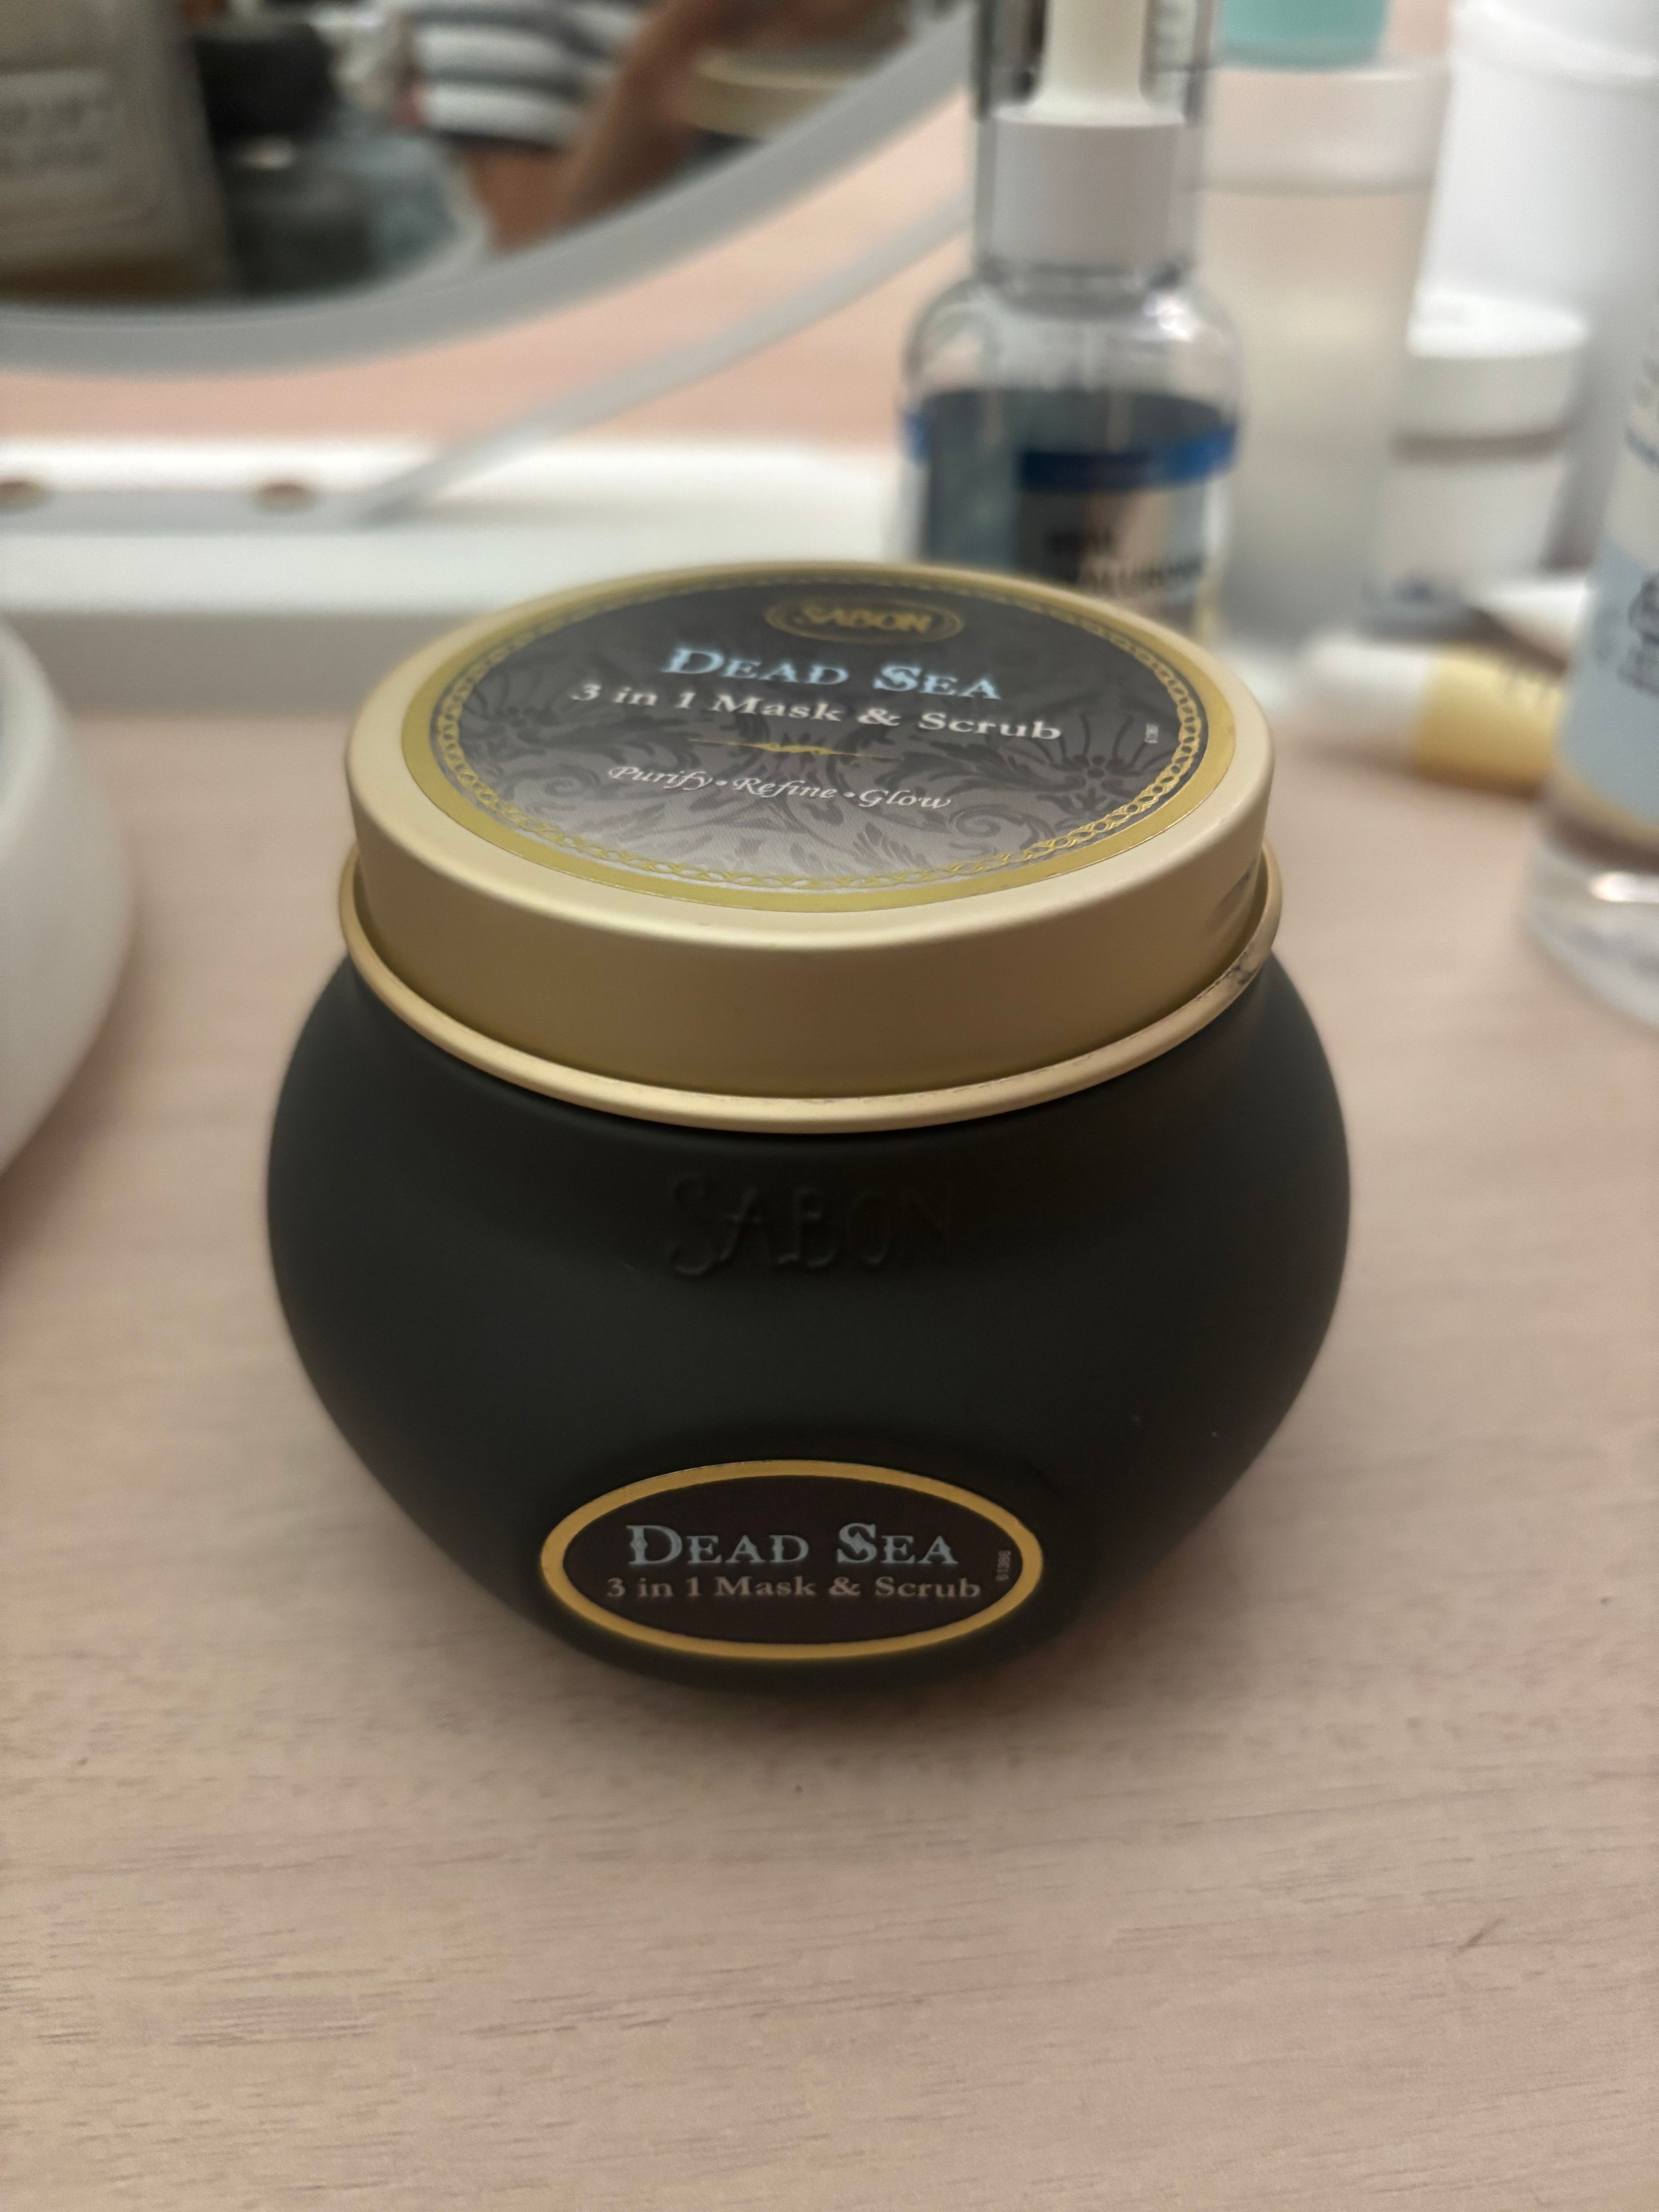 SABON
DEAD SEA
3 in 1 Mask & Scrub
Purify • Refine • Glow
SABON
DEAD SEA
3 in 1 Mask & Scrub